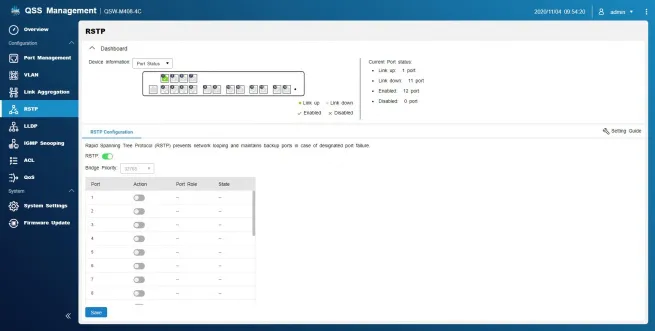 QSS Management | QSW-M408-4C
2020/11/04 09:54:20
admin
Overview
Configuration
Port Management
VLAN
Link Aggregation
RSTP
LLDP
IGMP Snooping
ACL
QoS
System
System Settings
Firmware Update
RSTP
Dashboard
Device Information: Port Status
Current Port status:
Link up: 1 port
Link down: 11 port
Enabled: 12 port
Disabled: 0 port
Link up Link down
Enabled Disabled
RSTP Configuration
Setting Guide
Rapid Spanning Tree Protocol (RSTP) prevents network looping and maintains backup ports in case of designated port failure
RSTP:
Bridge Priority:
Port Action Port Role State
1 -- --
2 -- --
3 -- --
4 -- --
5 -- --
6 -- --
7 -- --
8 -- --
Save